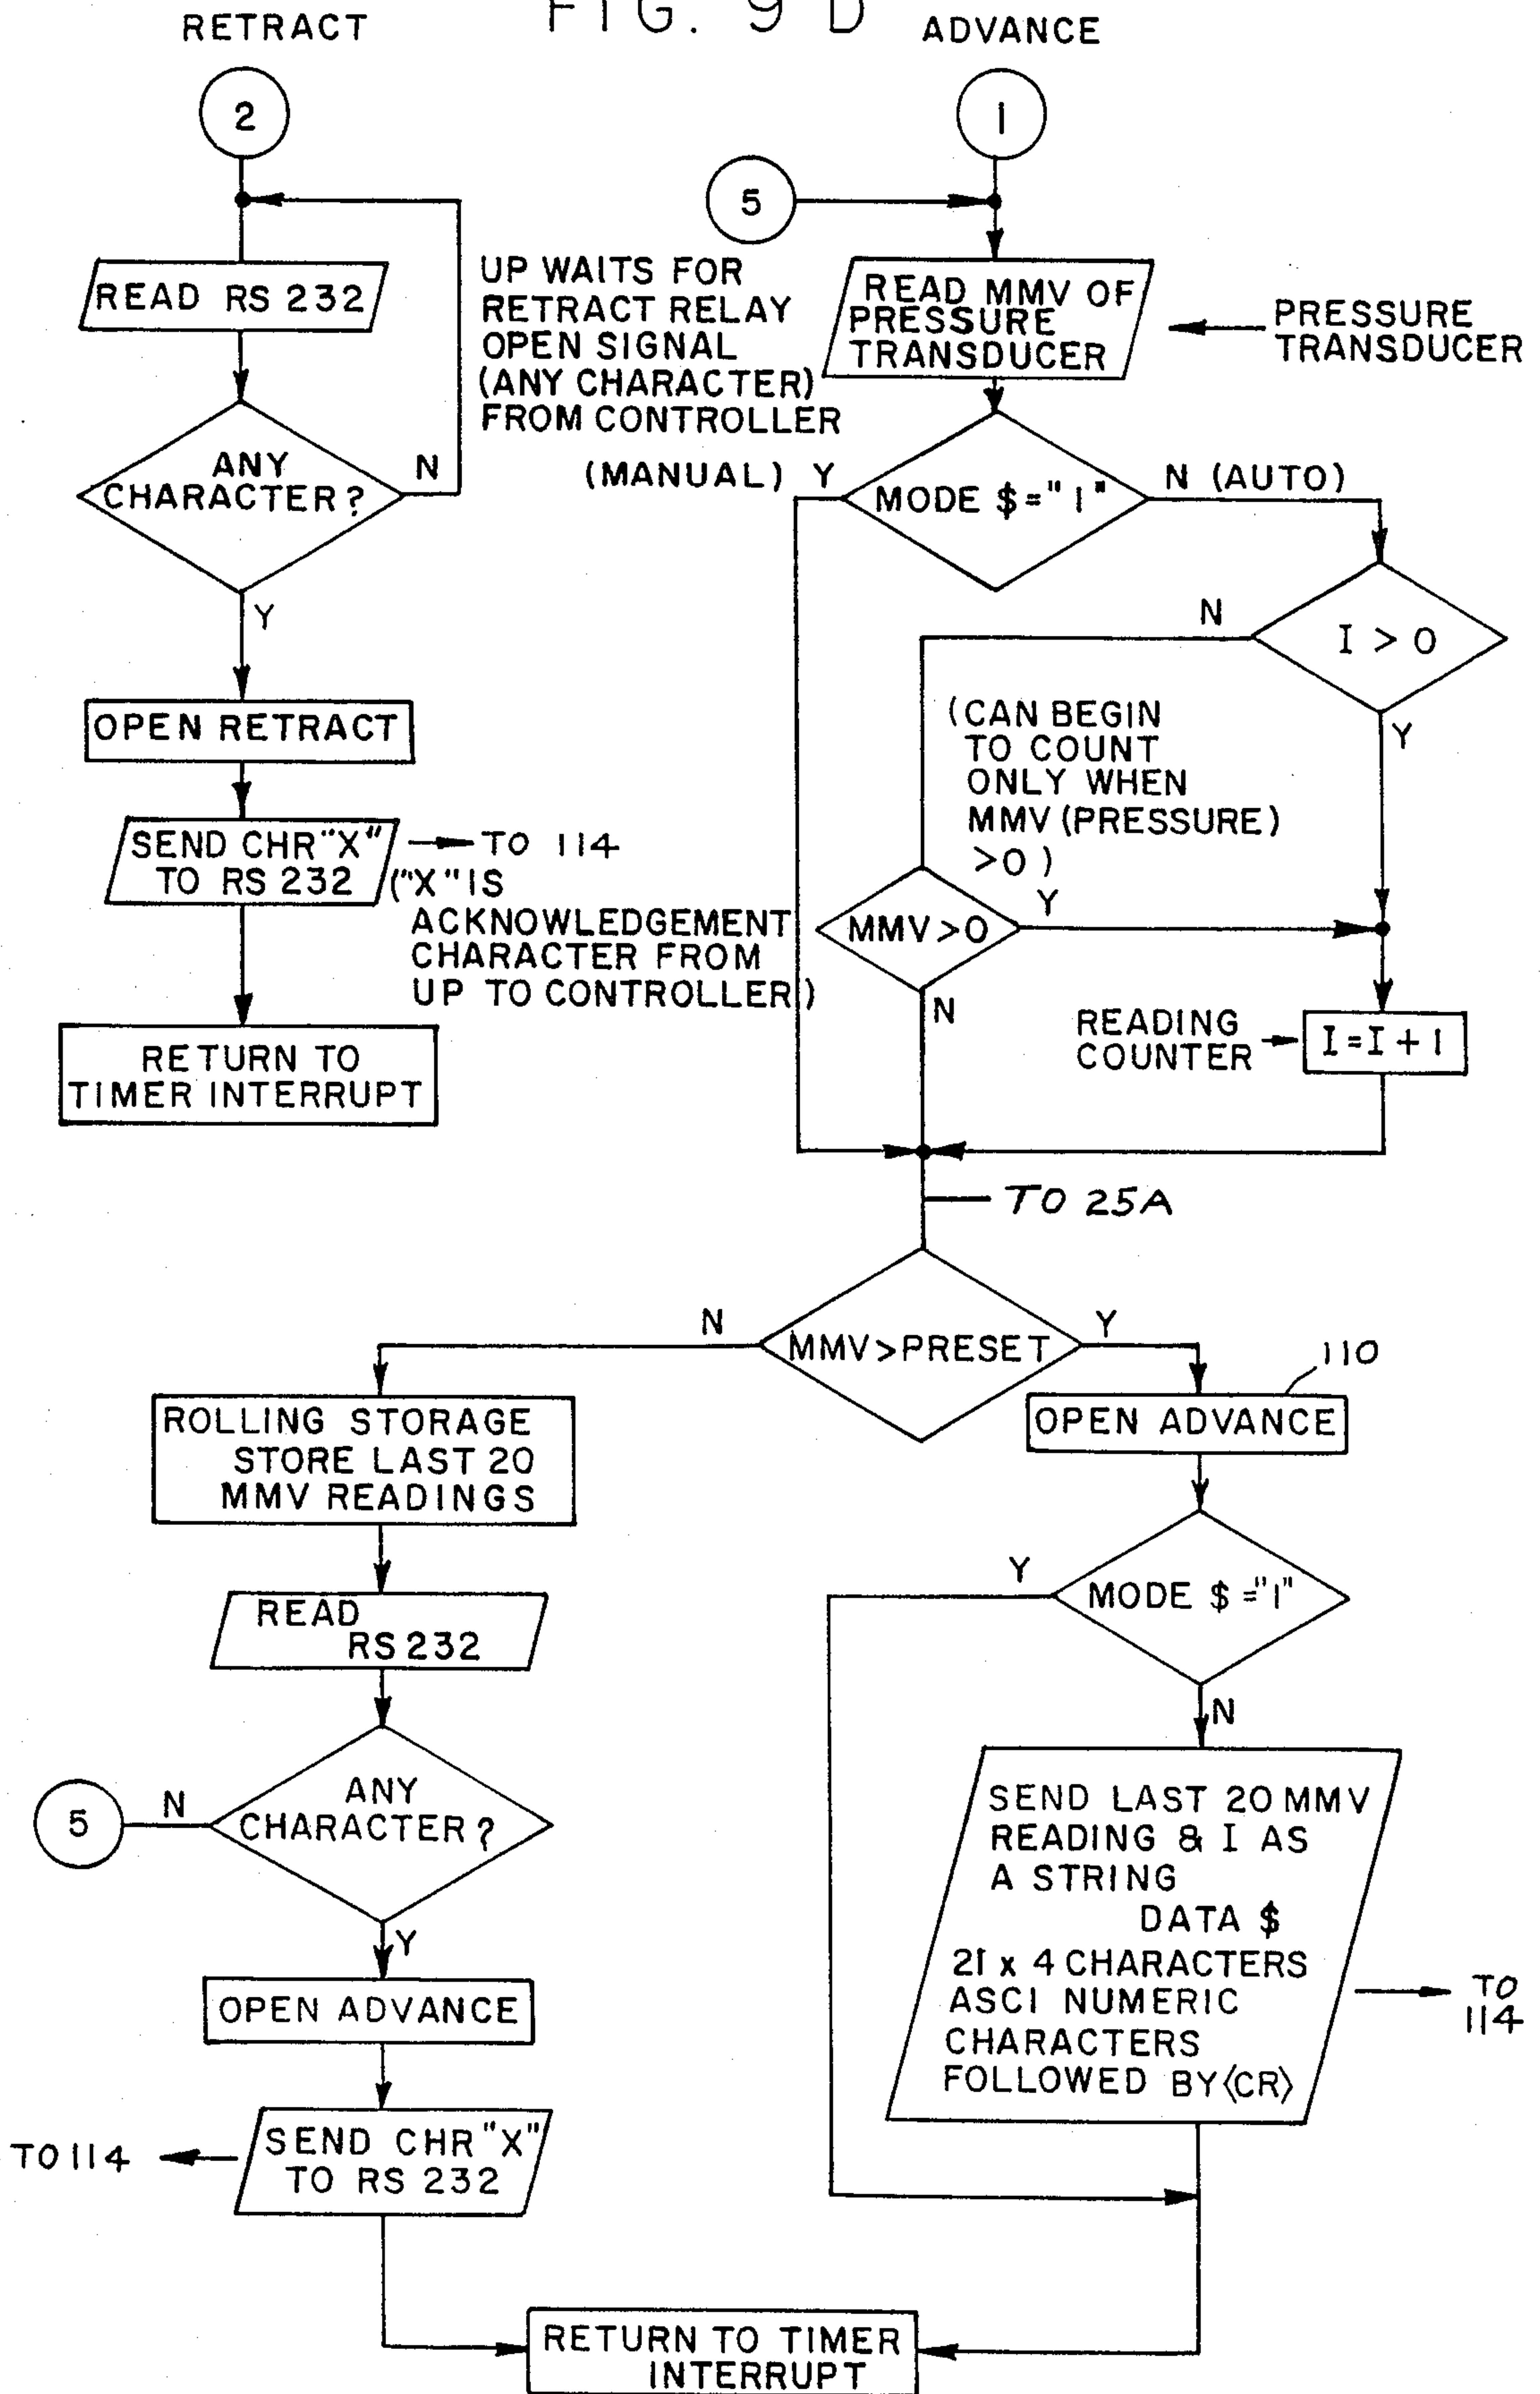 FIG. 9 D
RETRACT
2
READ RS 232
UP WAITS FOR
RETRACT RELAY
OPEN SIGNAL
(ANY CHARACTER)
FROM CONTROLLER
ANY
CHARACTER?
N
Y
OPEN RETRACT
SEND CHR "X"
TO RS 232
TO 114
("X" IS
ACKNOWLEDGEMENT
CHARACTER FROM
UP TO CONTROLLER)
RETURN TO
TIMER INTERRUPT
ADVANCE
1
5
READ MMV OF
PRESSURE
TRANSDUCER
PRESSURE
TRANSDUCER
(MANUAL) Y
MODE $="1"
N (AUTO)
N
I > 0
Y
(CAN BEGIN
TO COUNT
ONLY WHEN
MMV (PRESSURE)
>0)
MMV>0
Y
N
READING
COUNTER
I=I+1
TO 25A
N
MMV>PRESET
Y
110
ROLLING STORAGE
STORE LAST 20
MMV READINGS
READ
RS 232
5
N
ANY
CHARACTER?
Y
OPEN ADVANCE
TO 114
SEND CHR "X"
TO RS 232
OPEN ADVANCE
Y
MODE $="1"
N
SEND LAST 20 MMV
READING & I AS
A STRING
DATA $
21 x 4 CHARACTERS
ASCI NUMERIC
CHARACTERS
FOLLOWED BY <CR>
TO
114
RETURN TO TIMER
INTERRUPT